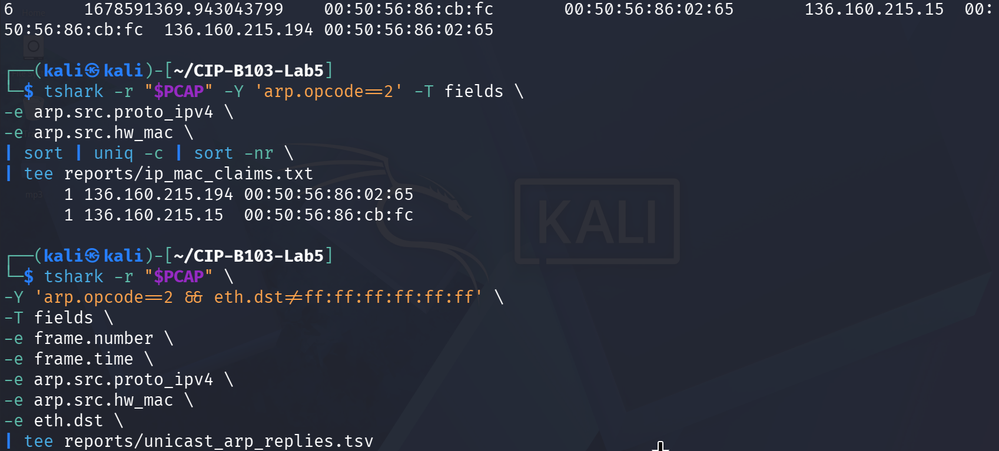 6       1678591369.943043799    00:50:56:86:cb:fc       00:50:56:86:02:65       136.160.215.15  00:
50:56:86:cb:fc  136.160.215.194 00:50:56:86:02:65
┌──(kali㉿kali)-[~/CIP-B103-Lab5]
└─$ tshark -r "$PCAP" -Y 'arp.opcode==2' -T fields \
-e arp.src.proto_ipv4 \
-e arp.src.hw_mac \
| sort | uniq -c | sort -nr \
| tee reports/ip_mac_claims.txt
      1 136.160.215.194 00:50:56:86:02:65
      1 136.160.215.15  00:50:56:86:cb:fc
┌──(kali㉿kali)-[~/CIP-B103-Lab5]
└─$ tshark -r "$PCAP" \
-Y 'arp.opcode==2 && eth.dst!=ff:ff:ff:ff:ff:ff' \
-T fields \
-e frame.number \
-e frame.time \
-e arp.src.proto_ipv4 \
-e arp.src.hw_mac \
-e eth.dst \
| tee reports/unicast_arp_replies.tsv
Home
mp3
KALI